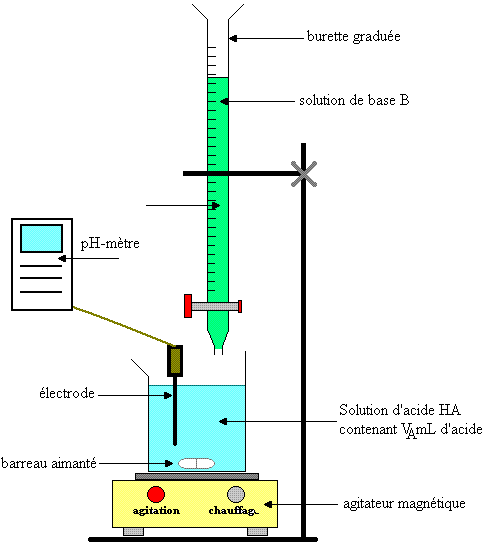 burette graduée
solution de base B
pH-mètre
électrode
Solution d'acide HA
contenant VAmL d'acide
barreau aimanté
agitateur magnétique
agitation chauffag..